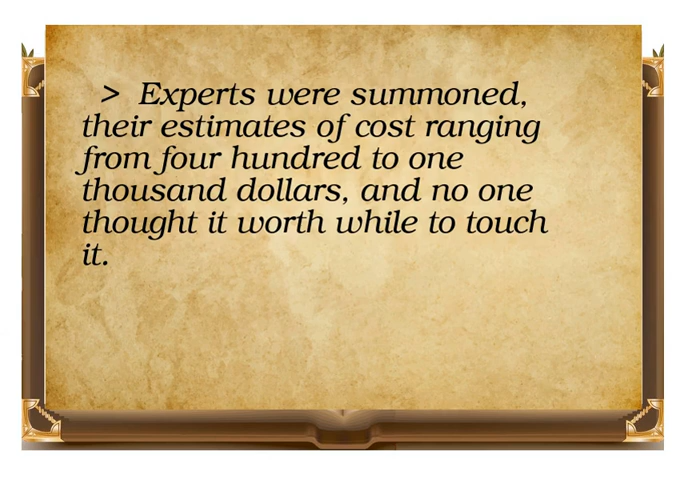 > Experts were summoned,
their estimates of cost ranging
from four hundred to one
thousand dollars, and no one
thought it worth while to touch
it.